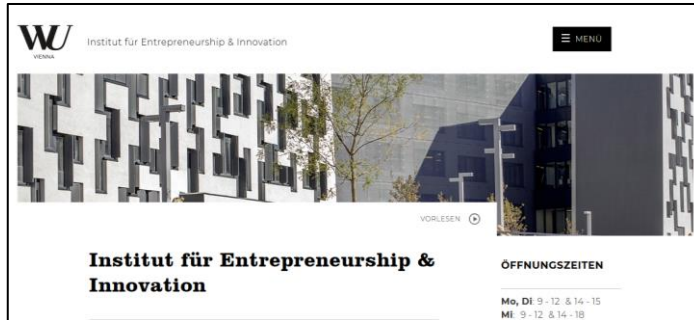 WU
VIENNA
Institut für Entrepreneurship & Innovation
☰ MENÜ
VORLESEN
Institut für Entrepreneurship &
Innovation
ÖFFNUNGSZEITEN
Mo, Di: 9 - 12 & 14 - 15
Mi: 9 - 12 & 14 - 18